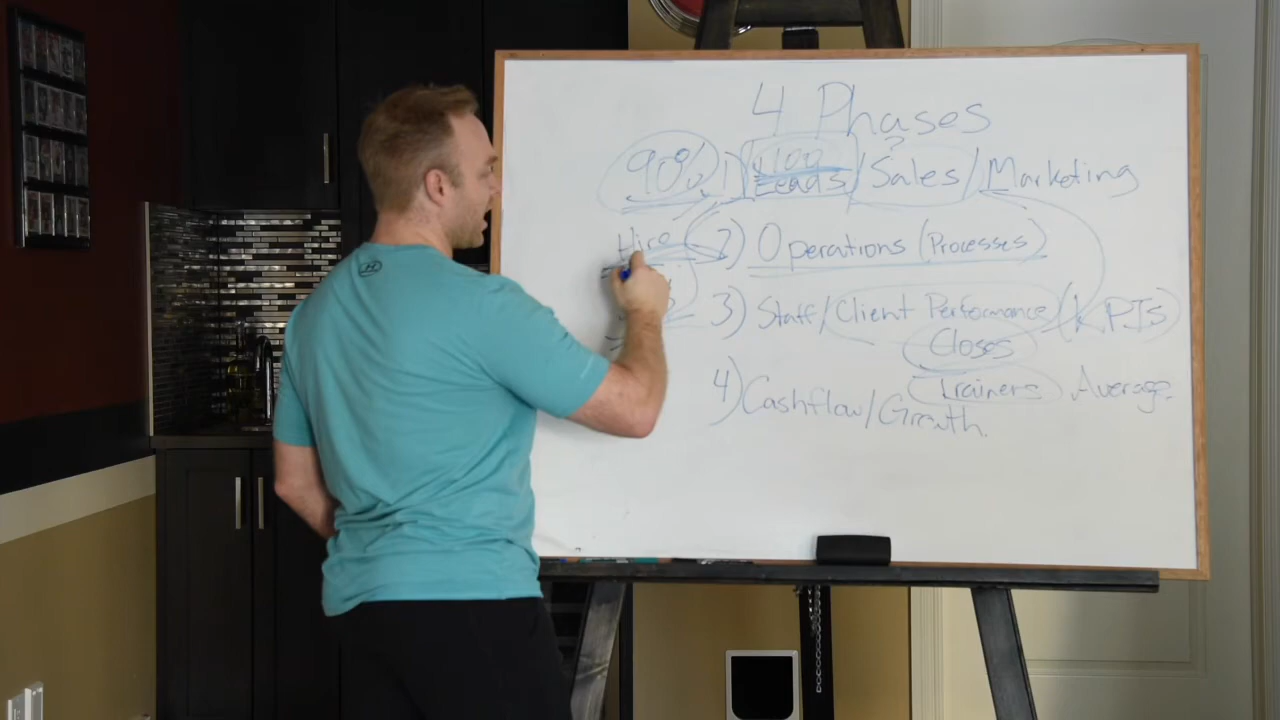 4 Phases
90% 1) 100 Leads / Sales / Marketing
Hire 2) Operations (Processes)
3) Staff / Client Performance / KPIs
Closes
Trainers Average
4) Cashflow / Growth.